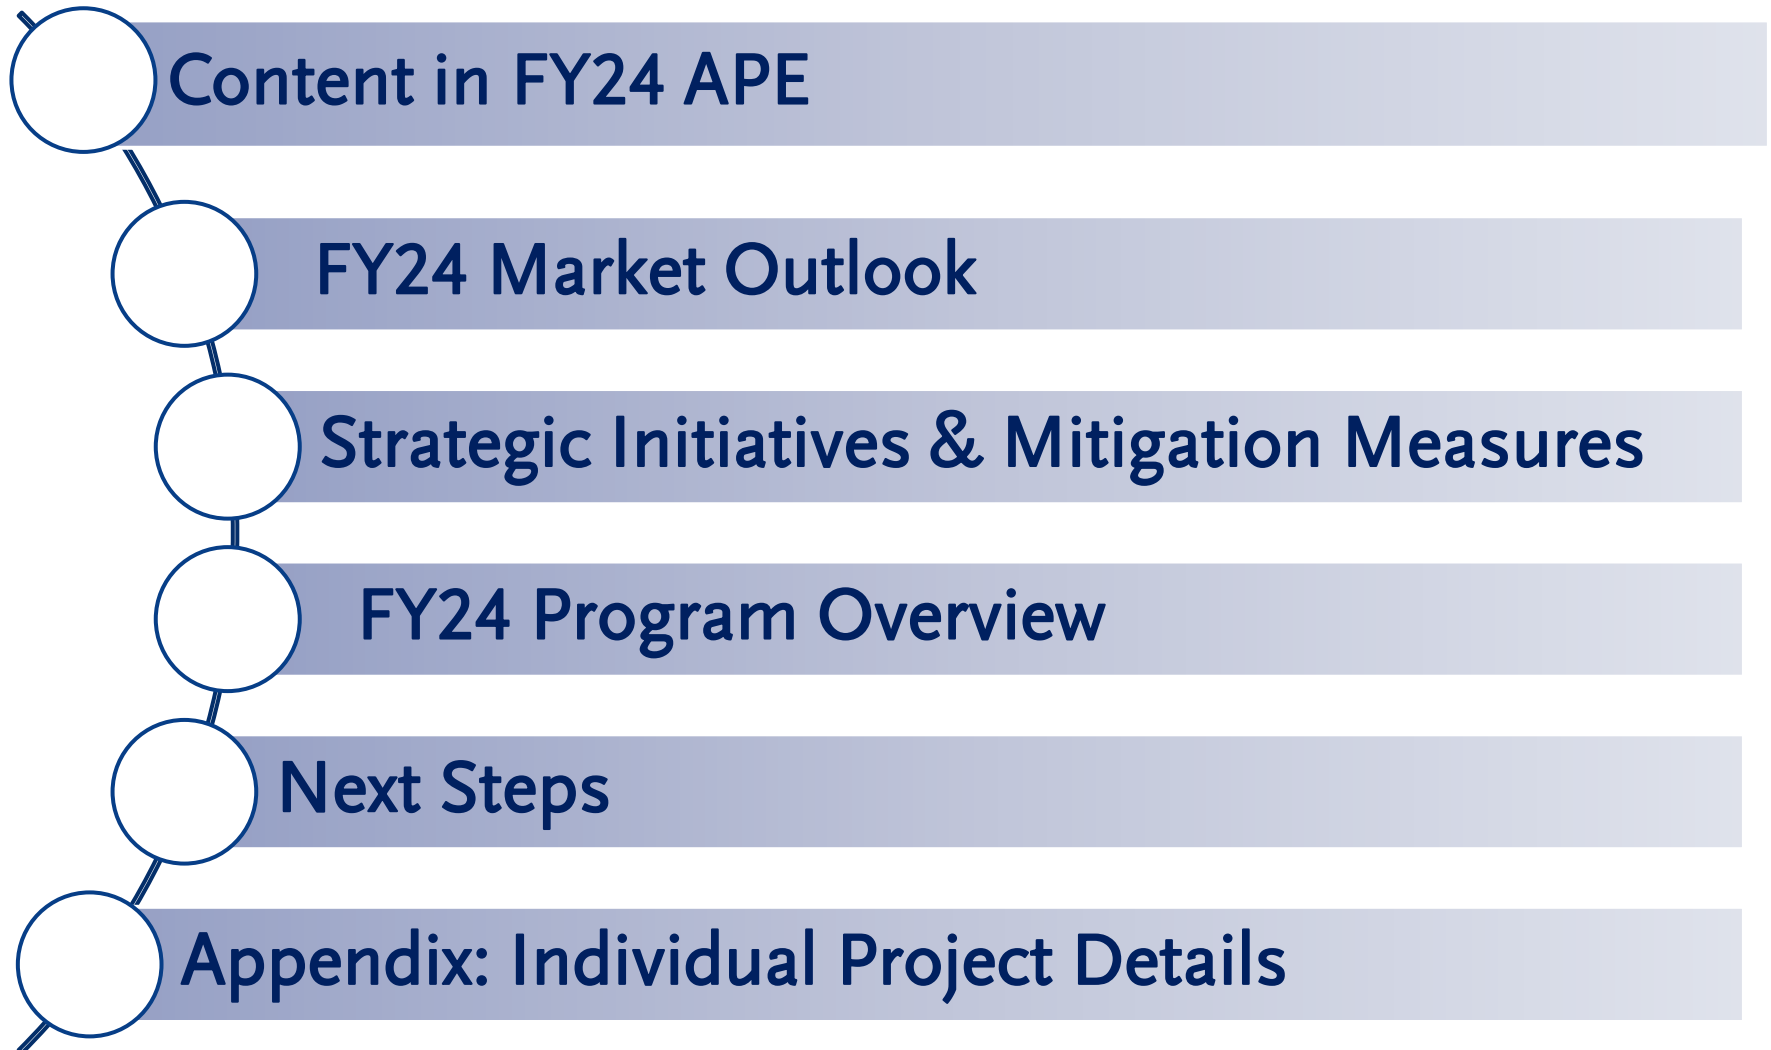 Content in FY24 APE
FY24 Market Outlook
Strategic Initiatives & Mitigation Measures
FY24 Program Overview
Next Steps
Appendix: Individual Project Details